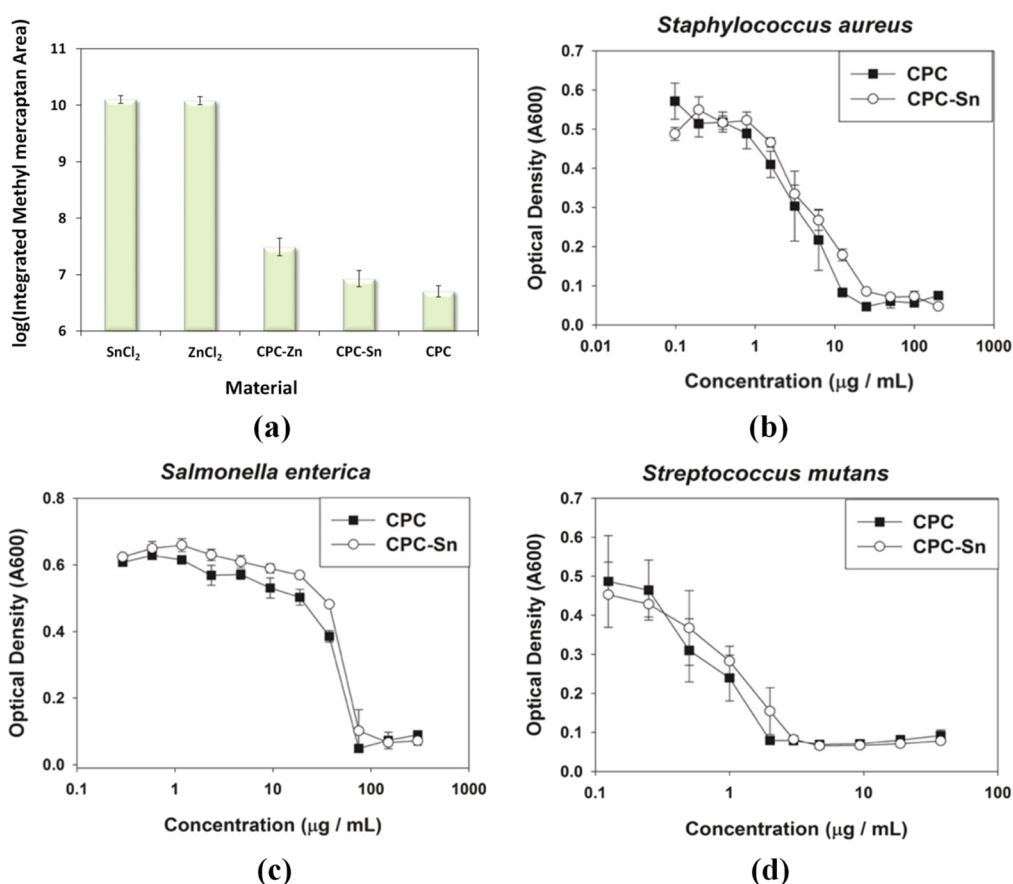 log(Integrated Methyl mercaptan Area)
11
10
9
8
7
6
SnCl₂ ZnCl₂ CPC-Zn CPC-Sn CPC
Material
(a)
Staphylococcus aureus
Optical Density (A600)
0.7
0.6
0.5
0.4
0.3
0.2
0.1
0.0
CPC
CPC-Sn
0.01 0.1 1 10 100 1000
Concentration (μg / mL)
(b)
Salmonella enterica
Optical Density (A600)
0.8
0.6
0.4
0.2
0.0
CPC
CPC-Sn
0.1 1 10 100 1000
Concentration (μg / mL)
(c)
Streptococcus mutans
Optical Density (A600)
0.7
0.6
0.5
0.4
0.3
0.2
0.1
0.0
CPC
CPC-Sn
0.1 1 10 100
Concentration (μg / mL)
(d)